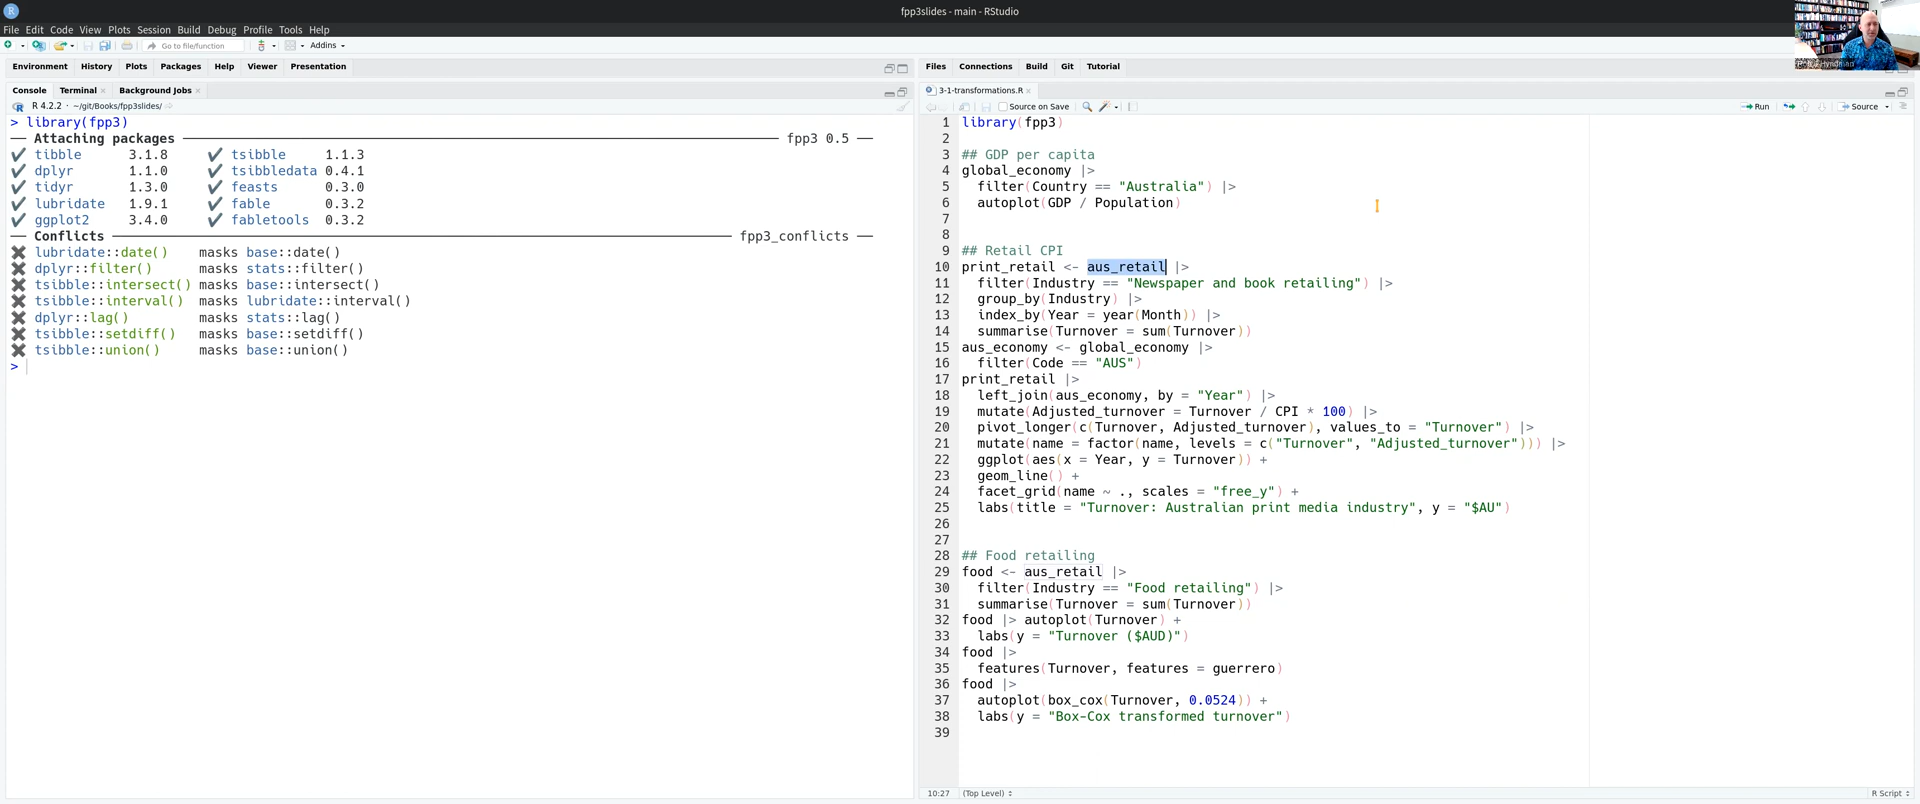 fpp3slides - main - RStudio
File Edit Code View Plots Session Build Debug Profile Tools Help
Go to file/function Addins
Environment History Plots Packages Help Viewer Presentation
Console Terminal Background Jobs
R 4.2.2 · ~/git/Books/fpp3slides/
> library(fpp3)
── Attaching packages ── fpp3 0.5 ──
✔ tibble 3.1.8 ✔ tsibble 1.1.3
✔ dplyr 1.1.0 ✔ tsibbledata 0.4.1
✔ tidyr 1.3.0 ✔ feasts 0.3.0
✔ lubridate 1.9.1 ✔ fable 0.3.2
✔ ggplot2 3.4.0 ✔ fabletools 0.3.2
── Conflicts ── fpp3_conflicts ──
✖ lubridate::date() masks base::date()
✖ dplyr::filter() masks stats::filter()
✖ tsibble::intersect() masks base::intersect()
✖ tsibble::interval() masks lubridate::interval()
✖ dplyr::lag() masks stats::lag()
✖ tsibble::setdiff() masks base::setdiff()
✖ tsibble::union() masks base::union()
>
Files Connections Build Git Tutorial
3-1-transformations.R
Source on Save Run Source
1 library(fpp3)
2
3 ## GDP per capita
4 global_economy |>
5 filter(Country == "Australia") |>
6 autoplot(GDP / Population)
7
8
9 ## Retail CPI
10 print_retail <- aus_retail |>
11 filter(Industry == "Newspaper and book retailing") |>
12 group_by(Industry) |>
13 index_by(Year = year(Month)) |>
14 summarise(Turnover = sum(Turnover))
15 aus_economy <- global_economy |>
16 filter(Code == "AUS")
17 print_retail |>
18 left_join(aus_economy, by = "Year") |>
19 mutate(Adjusted_turnover = Turnover / CPI * 100) |>
20 pivot_longer(c(Turnover, Adjusted_turnover), values_to = "Turnover") |>
21 mutate(name = factor(name, levels = c("Turnover", "Adjusted_turnover"))) |>
22 ggplot(aes(x = Year, y = Turnover)) +
23 geom_line() +
24 facet_grid(name ~ ., scales = "free_y") +
25 labs(title = "Turnover: Australian print media industry", y = "$AU")
26
27
28 ## Food retailing
29 food <- aus_retail |>
30 filter(Industry == "Food retailing") |>
31 summarise(Turnover = sum(Turnover))
32 food |> autoplot(Turnover) +
33 labs(y = "Turnover ($AUD)")
34 food |>
35 features(Turnover, features = guerrero)
36 food |>
37 autoplot(box_cox(Turnover, 0.0524)) +
38 labs(y = "Box-Cox transformed turnover")
39
10:27 (Top Level) R Script